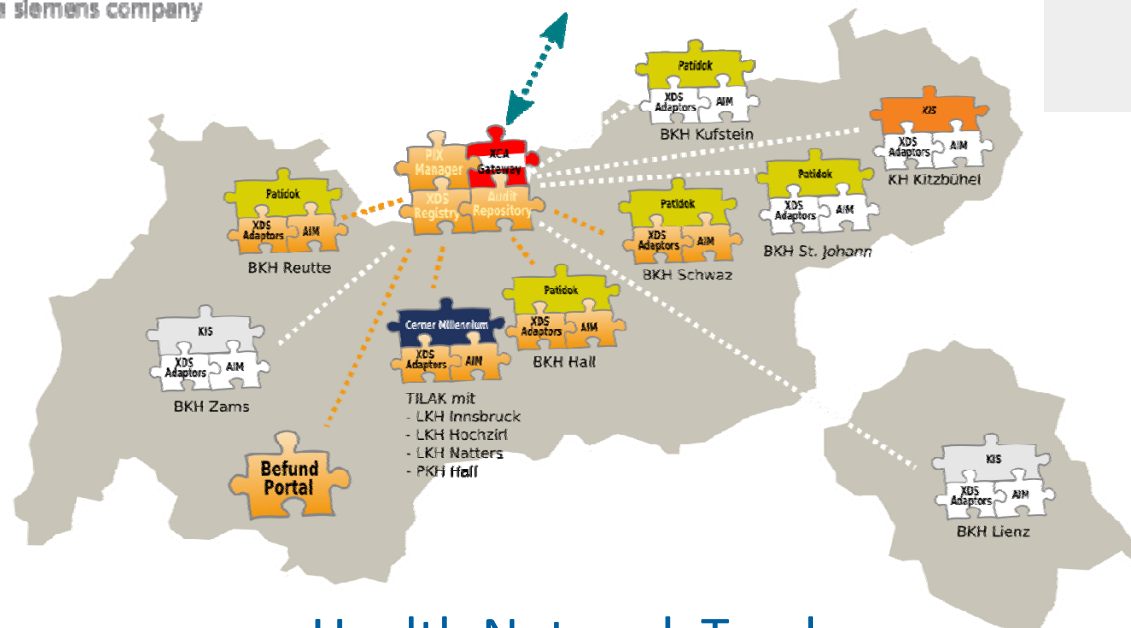 a siemens company
Patidok
XDS
Adaptors
AIM
BKH Kufstein
KIS
XDS
Adaptors
AIM
KH Kitzbühel
PIX
Manager
XCA
Gateway
XDS
Registry
Audit
Repository
Patidok
XDS
Adaptors
AIM
BKH Reutte
Patidok
XDS
Adaptors
AIM
BKH Schwaz
Patidok
XDS
Adaptors
AIM
BKH St. Johann
KIS
XDS
Adaptors
AIM
BKH Zams
Cerner Millennium
XDS
Adaptors
AIM
TILAK mit
- LKH Innsbruck
- LKH Hochzirl
- LKH Natters
- PKH Hall
Patidok
XDS
Adaptors
AIM
BKH Hall
Befund
Portal
KIS
XDS
Adaptors
AIM
BKH Lienz